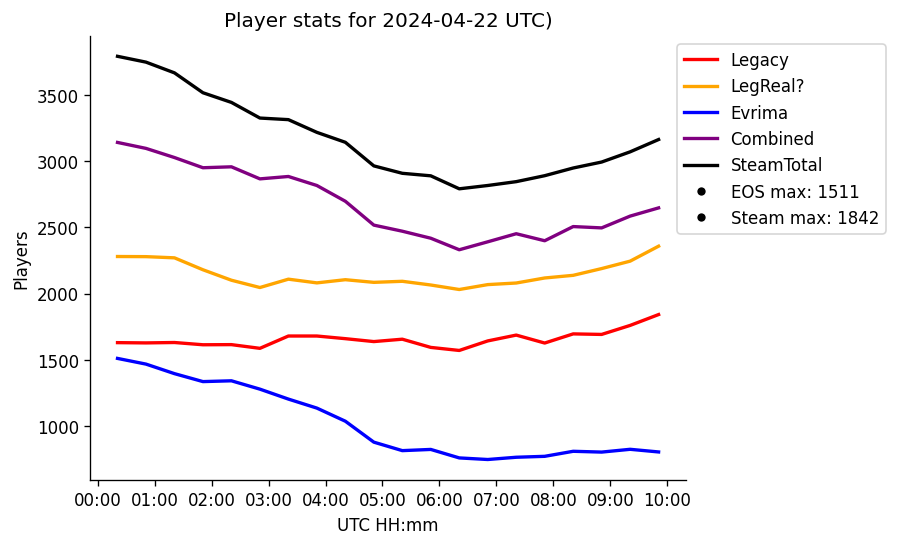 Player stats for 2024-04-22 UTC)
Legacy
LegReal?
Evrima
Combined
SteamTotal
EOS max: 1511
Steam max: 1842
Players
3500
3000
2500
2000
1500
1000
00:00 01:00 02:00 03:00 04:00 05:00 06:00 07:00 08:00 09:00 10:00
UTC HH:mm